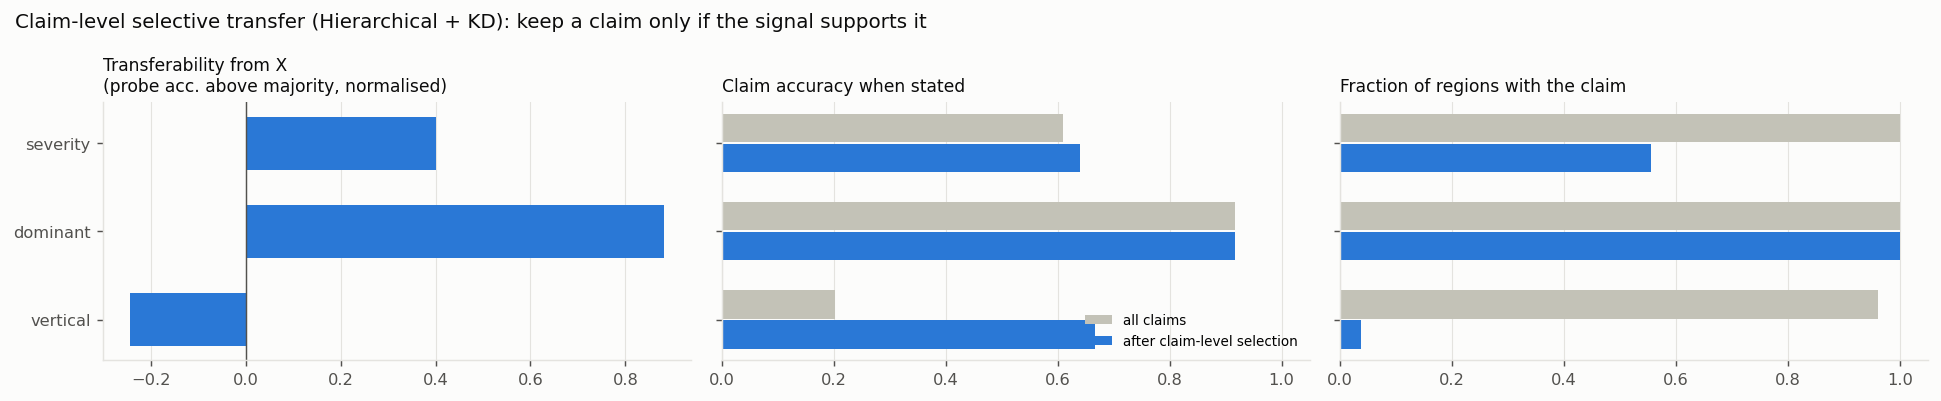 Claim-level selective transfer (Hierarchical + KD): keep a claim only if the signal supports it
Transferability from X
(probe acc. above majority, normalised)
severity
dominant
vertical
−0.2 0.0 0.2 0.4 0.6 0.8
Claim accuracy when stated
all claims
after claim-level selection
0.0 0.2 0.4 0.6 0.8 1.0
Fraction of regions with the claim
0.0 0.2 0.4 0.6 0.8 1.0